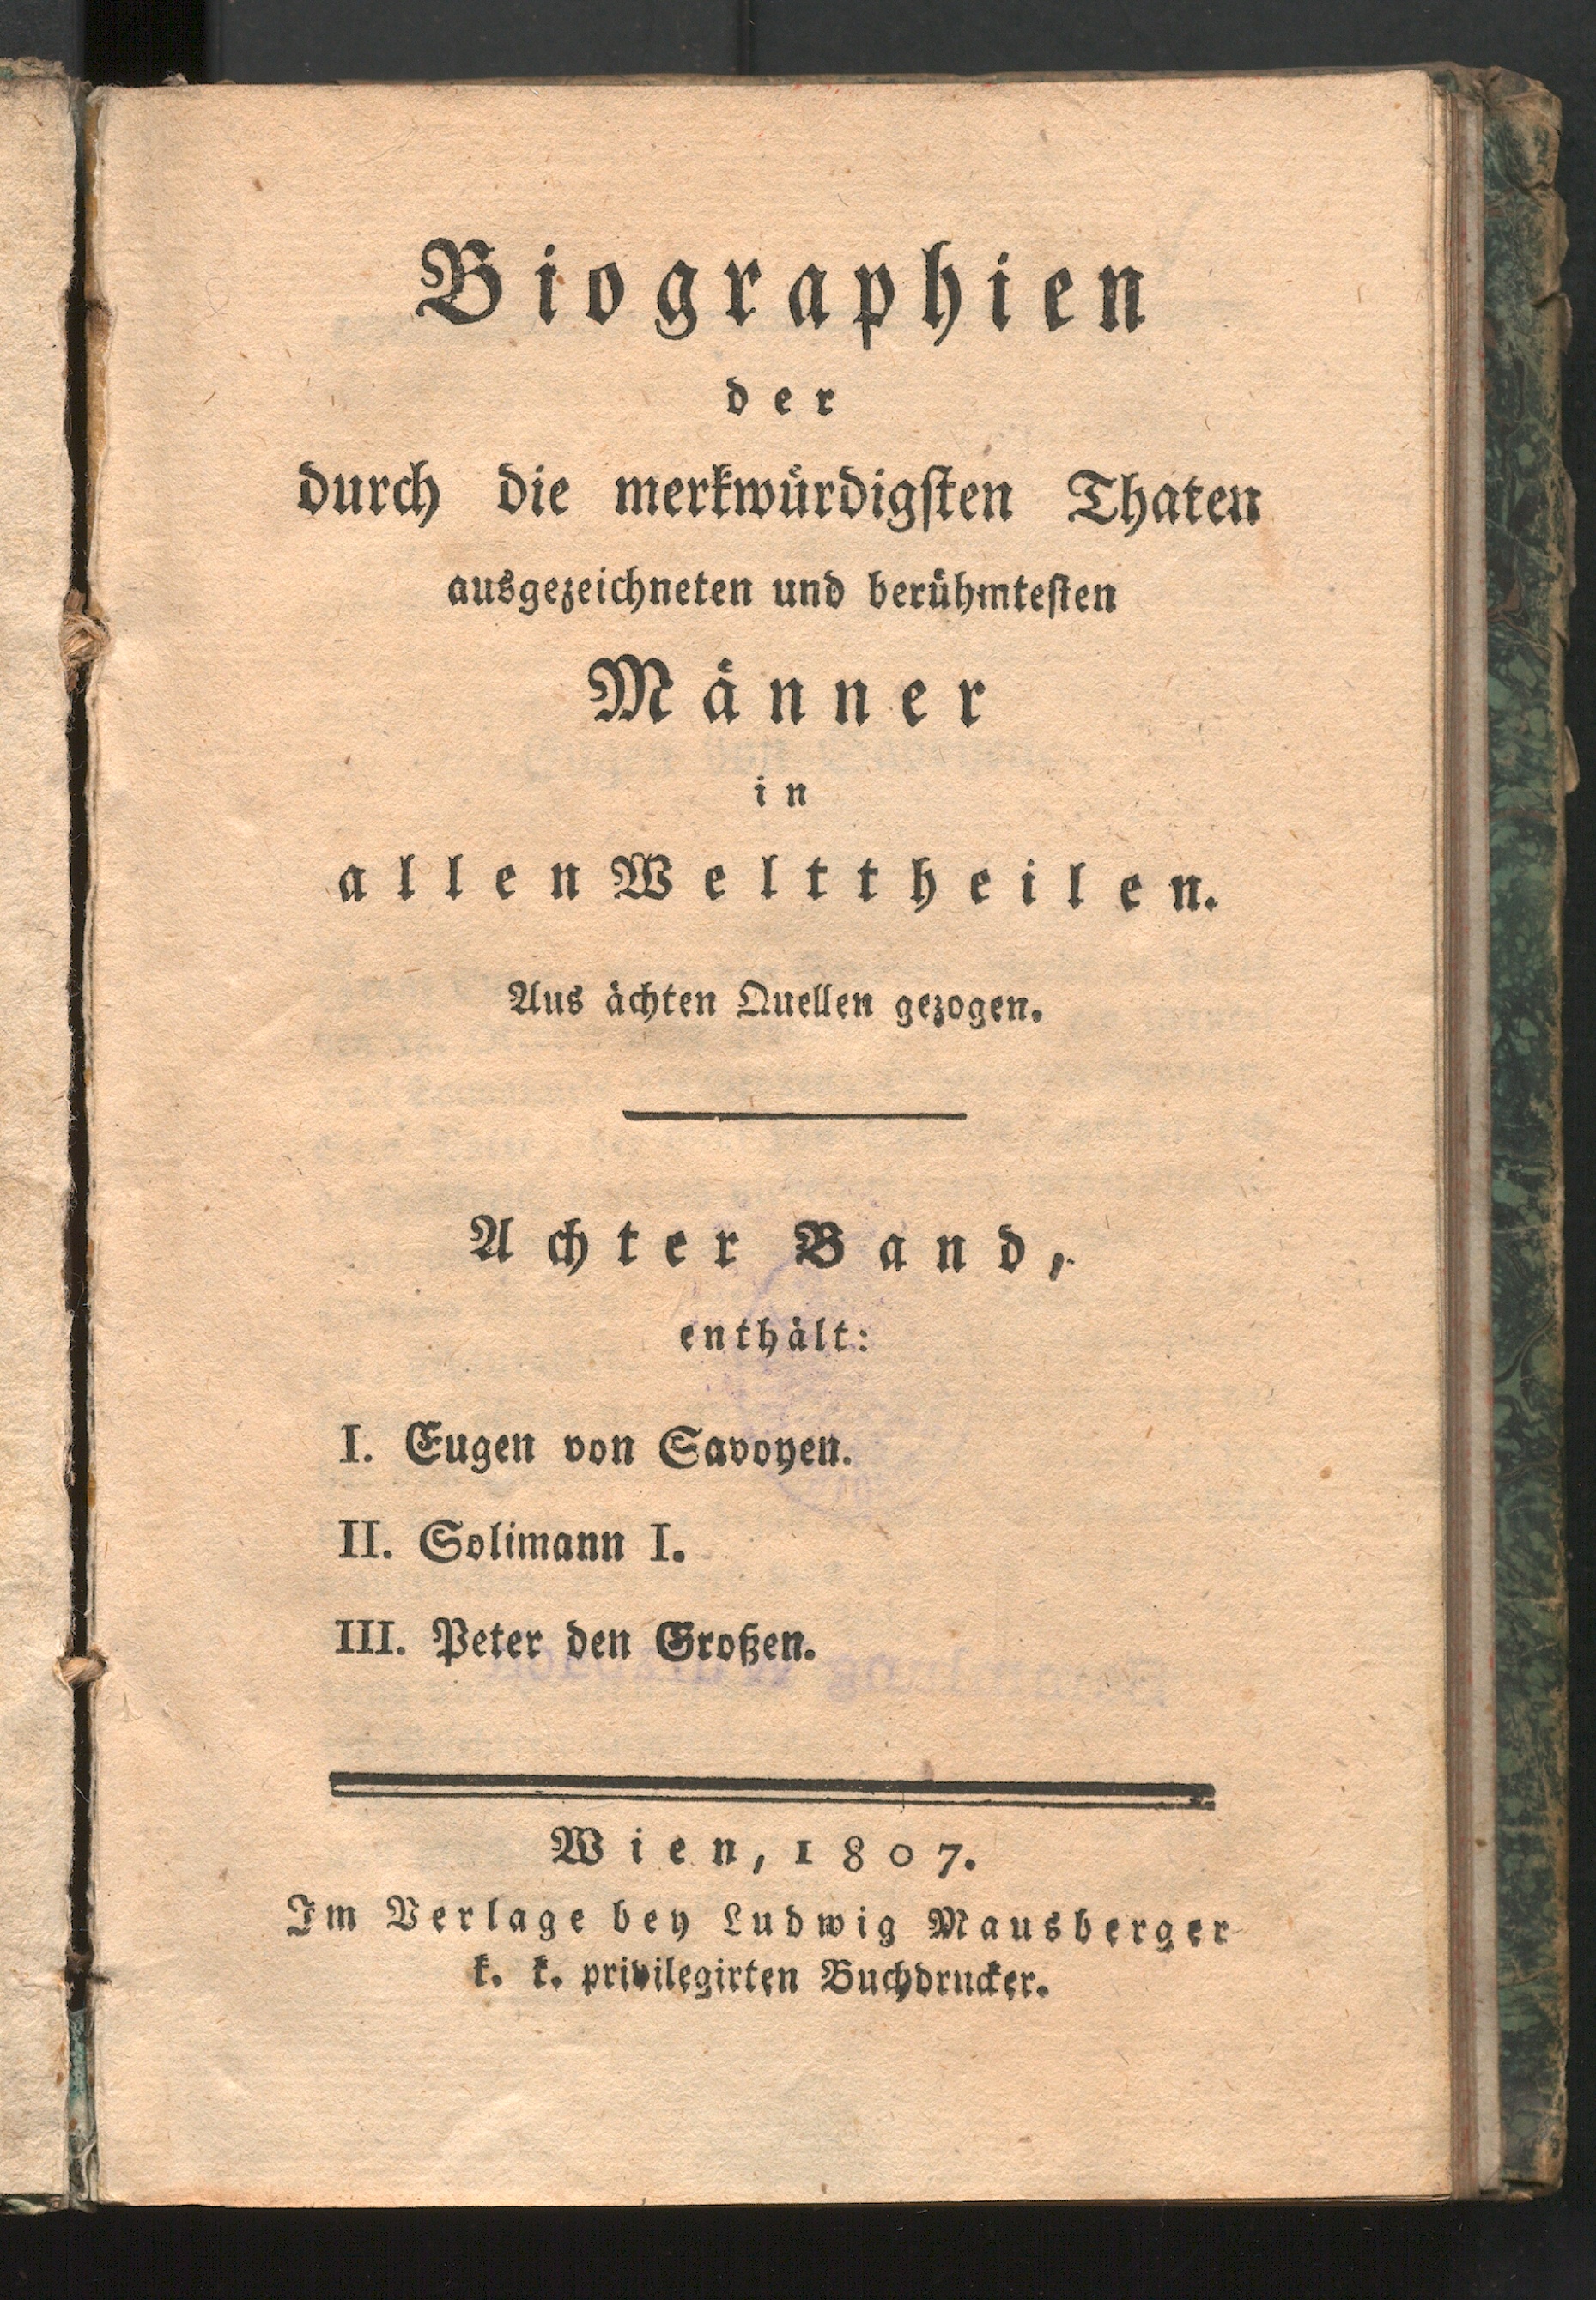 Biographien
der
durch die merkwürdigsten Thaten
ausgezeichneten und berühmtesten
Männer
in
allen Welttheilen.
Aus ächten Quellen gezogen.
Achter Band,
enthält:
I. Eugen von Savoyen.
II. Solimann I.
III. Peter den Großen.
Wien, 1807.
Im Verlage bey Ludwig Mausberger
k. k. privilegirten Buchdrucker.